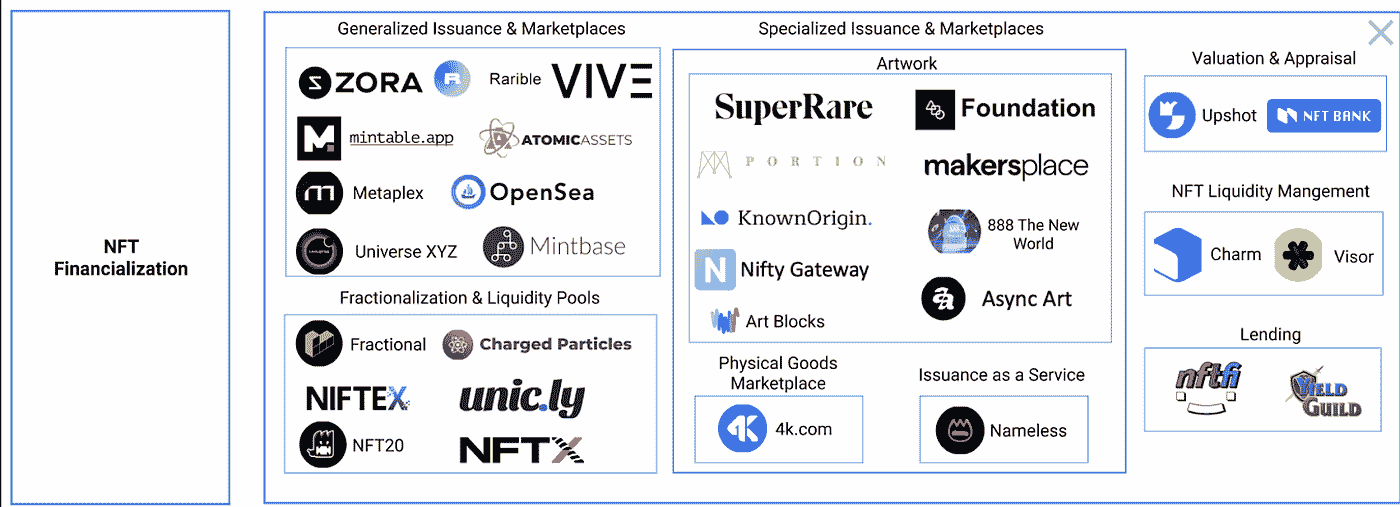 NFT
Financialization
Generalized Issuance & Marketplaces
ZORA
Rarible
VIVE
mintable.app
ATOMICASSETS
Metaplex
OpenSea
Universe XYZ
Mintbase
Fractionalization & Liquidity Pools
Fractional
Charged Particles
NIFTEX
unic.ly
NFT20
NFTX
Specialized Issuance & Marketplaces
Artwork
SuperRare
Foundation
PORTION
makersplace
KnownOrigin.
888 The New
World
N
Nifty Gateway
Async Art
Art Blocks
Physical Goods
Marketplace
4K
4k.com
Issuance as a Service
Nameless
Valuation & Appraisal
Upshot
NFT BANK
NFT Liquidity Mangement
Charm
Visor
Lending
nftfi
YIELD
GUILD